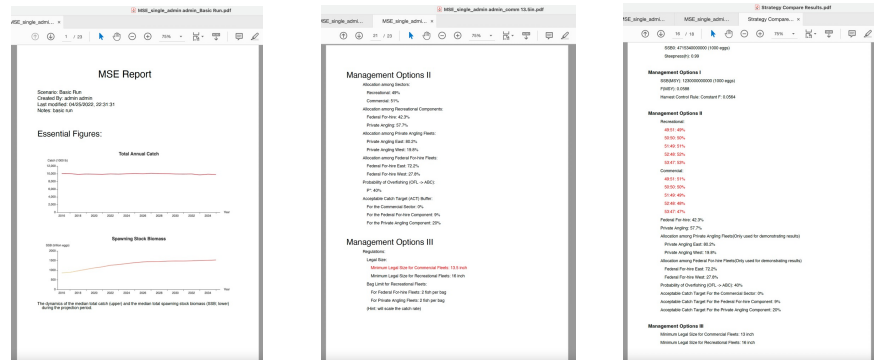 MSE_single_admin admin_Basic Run.pdf
MSE_single_admi... ×
1 / 23
75%
MSE Report
Scenario: Basic Run
Created By: admin admin
Last modified: 04/25/2022, 22:31:31
Notes: basic run
Essential Figures:
Total Annual Catch
Year
Spawning Stock Biomass
Year
The dynamics of the median total catch (upper) and the median total spawning stock biomass (SSB; lower)
during the projection period.
MSE_single_admi...
MSE_single_admi... ×
/ 23
75%
Management Options II
Allocation among Sectors:
Recreational: 49%
Commercial: 51%
Allocation among Recreational Components:
Federal For-hire: 42.3%
Private Angling: 57.7%
Allocation among Private Angling Fleets:
Private Angling East: 80.2%
Private Angling West: 19.8%
Allocation among Federal For-hire Fleets:
Federal For-hire East: 72.2%
Federal For-hire West: 27.8%
Probability of Overfishing (OFL -> ABC):
P*: 40%
Acceptable Catch Target (ACT) Buffer:
For the Commercial Sector: 0%
For the Federal For-hire Component: 9%
For the Private Angling Component: 20%
Management Options III
Regulations:
Legal Size:
Minimum Legal Size for Commercial Fleets: 13.5 inch
Minimum Legal Size for Recreational Fleets: 16 inch
Bag Limit for Recreational Fleets:
For Federal For-hire Fleets: 2 fish per bag
For Private Angling Fleets: 2 fish per bag
(Hint: will scale the catch rate)
Strategy Compare Results.pdf
MSE_single_admi...
MSE_single_admi...
Strategy Compare... ×
75%
Steepness(h): 0.99
Management Options I
F(MSY): 0.0588
Harvest Control Rule: Constant F: 0.0564
Management Options II
Recreational:
49:51: 49%
50:50: 50%
51:49: 51%
52:48: 52%
53:47: 53%
Commercial:
49:51: 51%
50:50: 50%
51:49: 49%
52:48: 48%
53:47: 47%
Federal For-hire: 42.3%
Private Angling: 57.7%
Allocation among Private Angling Fleets(Only used for demonstrating results)
Private Angling East: 80.2%
Private Angling West: 19.8%
Allocation among Federal For-hire Fleets(Only used for demonstrating results)
Federal For-hire East: 72.2%
Federal For-hire West: 27.8%
Probability of Overfishing (OFL -> ABC): 40%
Acceptable Catch Target For the Commercial Sector: 0%
Acceptable Catch Target For the Federal For-hire Component: 9%
Acceptable Catch Target For the Private Angling Component: 20%
Management Options III
Minimum Legal Size for Commercial Fleets: 13 inch
Minimum Legal Size for Recreational Fleets: 16 inch